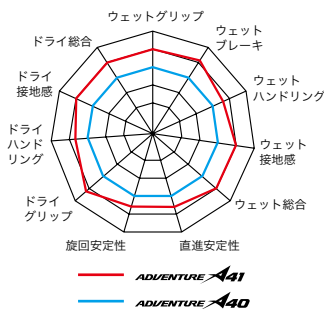 ウェットグリップ
ウェット
ブレーキ
ウェット
ハンドリング
ウェット
接地感
ウェット総合
直進安定性
旋回安定性
ドライ
グリップ
ドライ
ハンド
リング
ドライ
接地感
ドライ総合
ADVENTURE A41
ADVENTURE A40